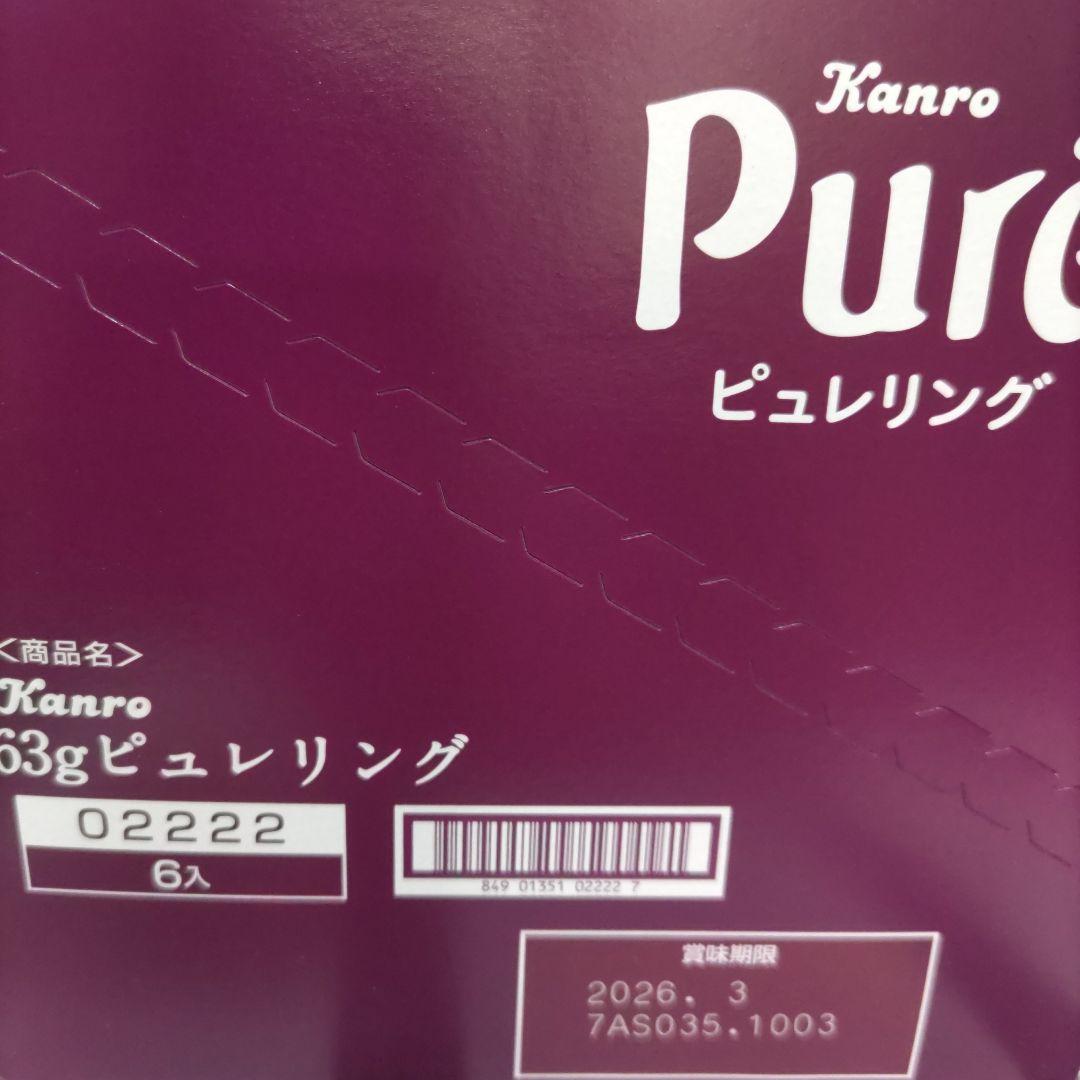 Kanro
Puré
ピュレリング
<商品名>
Kanro
63gピュレリング
02222
6入
849 01351 02222 7
賞味期限
2026. 3
7AS035.1003